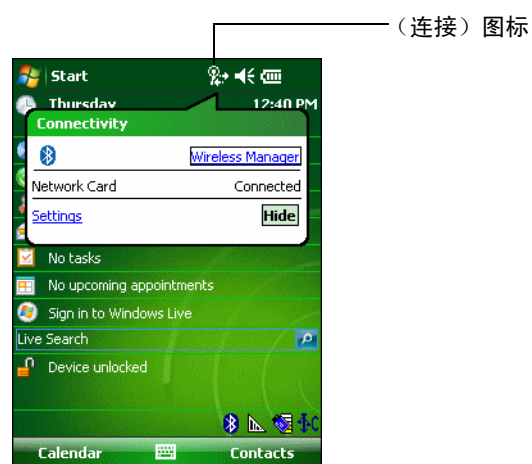 （连接）图标
Start
Thursday 12:40 PM
Connectivity
Wireless Manager
Network Card Connected
Settings Hide
No tasks
No upcoming appointments
Sign in to Windows Live
Live Search
Device unlocked
Calendar Contacts